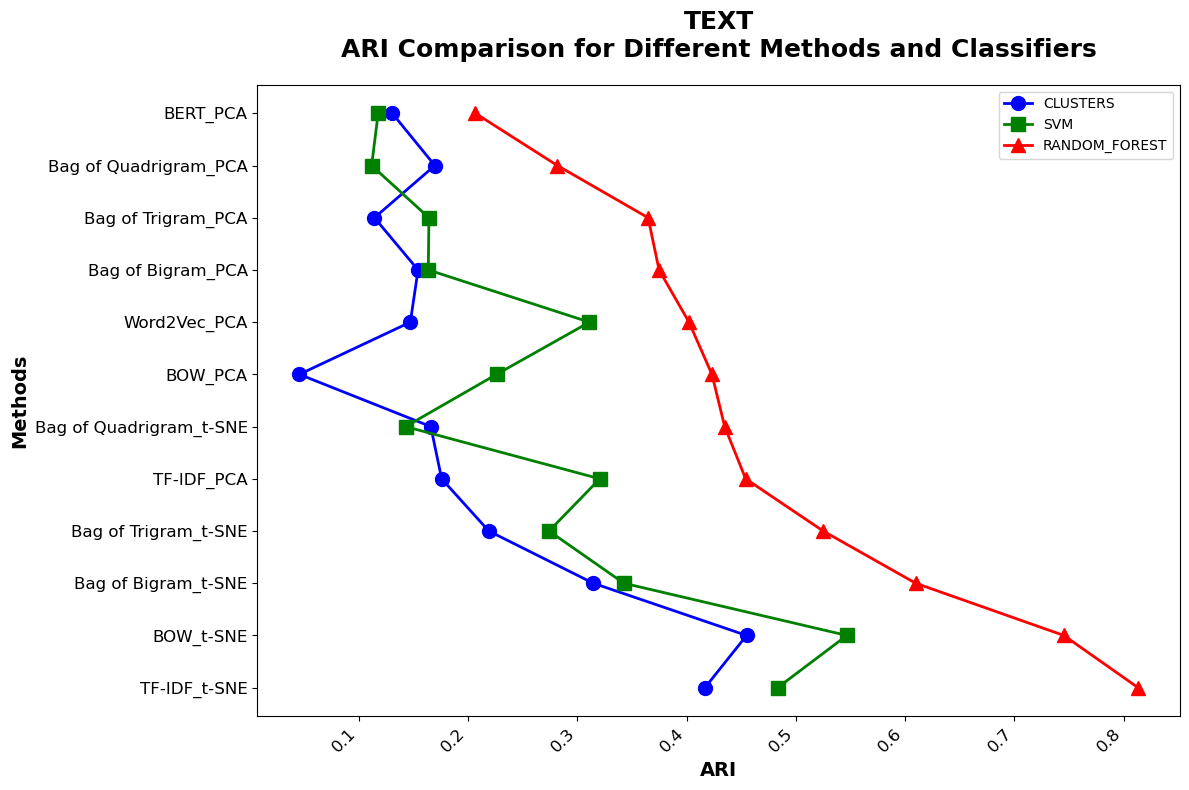 TEXT
ARI Comparison for Different Methods and Classifiers
CLUSTERS
SVM
RANDOM_FOREST
Methods
BERT_PCA
Bag of Quadrigram_PCA
Bag of Trigram_PCA
Bag of Bigram_PCA
Word2Vec_PCA
BOW_PCA
Bag of Quadrigram_t-SNE
TF-IDF_PCA
Bag of Trigram_t-SNE
Bag of Bigram_t-SNE
BOW_t-SNE
TF-IDF_t-SNE
0.1 0.2 0.3 0.4 0.5 0.6 0.7 0.8
ARI